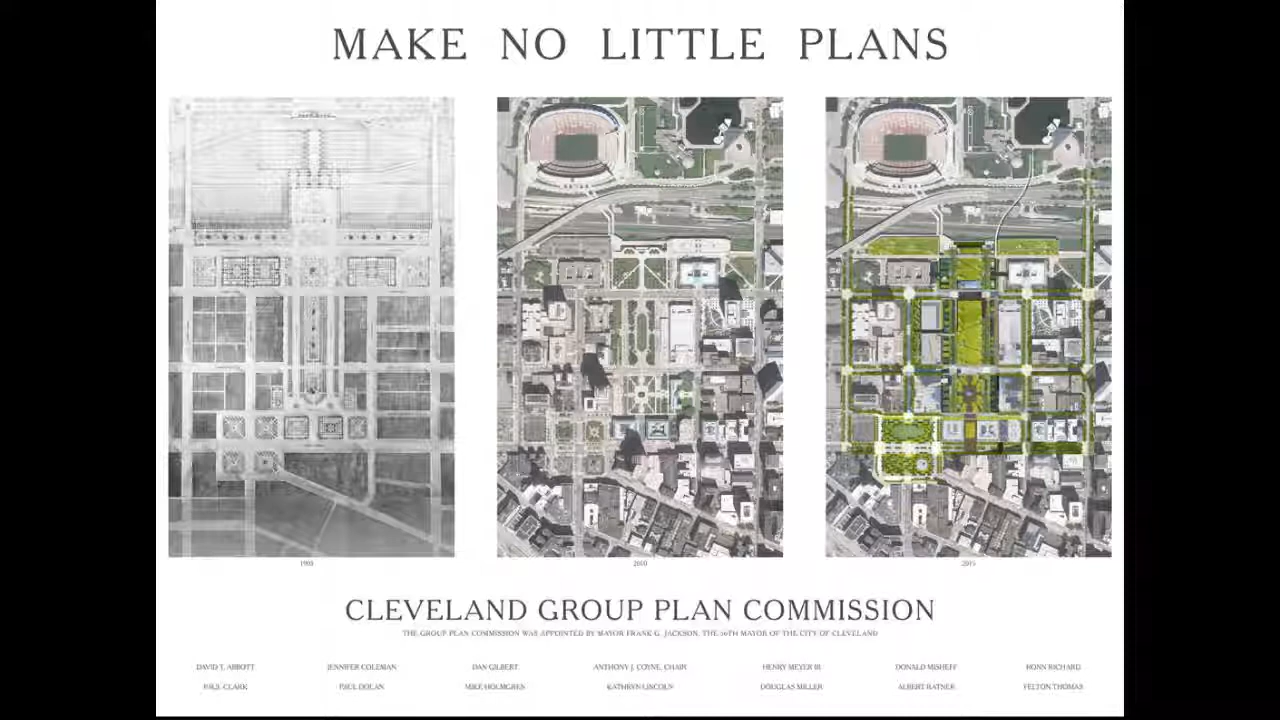 MAKE NO LITTLE PLANS
1903 2010 2015
CLEVELAND GROUP PLAN COMMISSION
THE GROUP PLAN COMMISSION WAS APPOINTED BY MAYOR FRANK G. JACKSON, THE 56TH MAYOR OF THE CITY OF CLEVELAND
DAVID T. ABBOTT JENNIFER COLEMAN DAN GILBERT ANTHONY J. COYNE, CHAIR HENRY MEYER III DONALD MISHEFF RONN RICHARD
PAUL CLARK PAUL DOLAN MIKE HOLMGREN KATHRYN LINCOLN DOUGLAS MILLER ALBERT RATNER FELTON THOMAS